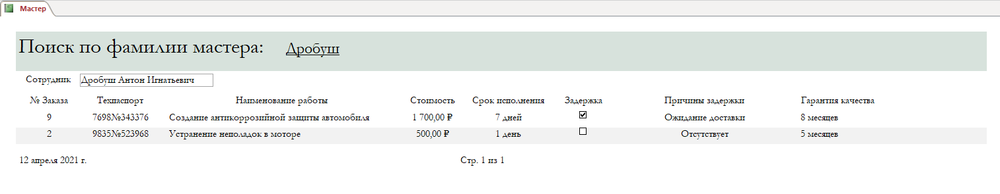 Мастер
Поиск по фамилии мастера: Дробуш
Сотрудник Дробуш Антон Игнатьевич
№ Заказа Техпаспорт Наименование работы Стоимость Срок исполнения Задержка Причины задержки Гарантия качества
9 7698№343376 Создание антикоррозийной защиты автомобиля 1 700,00 ₽ 7 дней Ожидание доставки 8 месяцев
2 9835№523968 Устранение неполадок в моторе 500,00 ₽ 1 день Отсутствует 5 месяцев
12 апреля 2021 г. Стр. 1 из 1